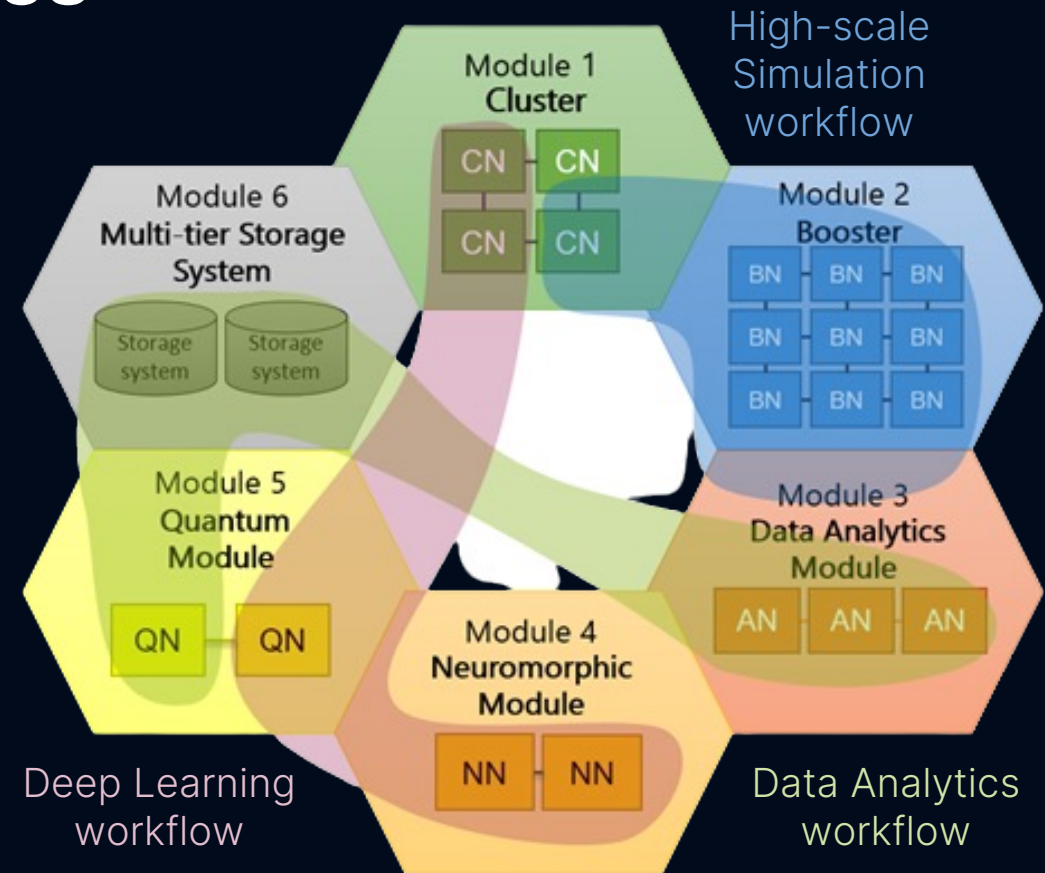 High-scale
Simulation
workflow
Module 1
Cluster
CN CN
CN CN
Module 2
Booster
BN BN BN
BN BN BN
BN BN BN
Module 6
Multi-tier Storage
System
Storage
system
Storage
system
Module 5
Quantum
Module
QN QN
Module 3
Data Analytics
Module
AN AN AN
Module 4
Neuromorphic
Module
NN NN
Deep Learning
workflow
Data Analytics
workflow